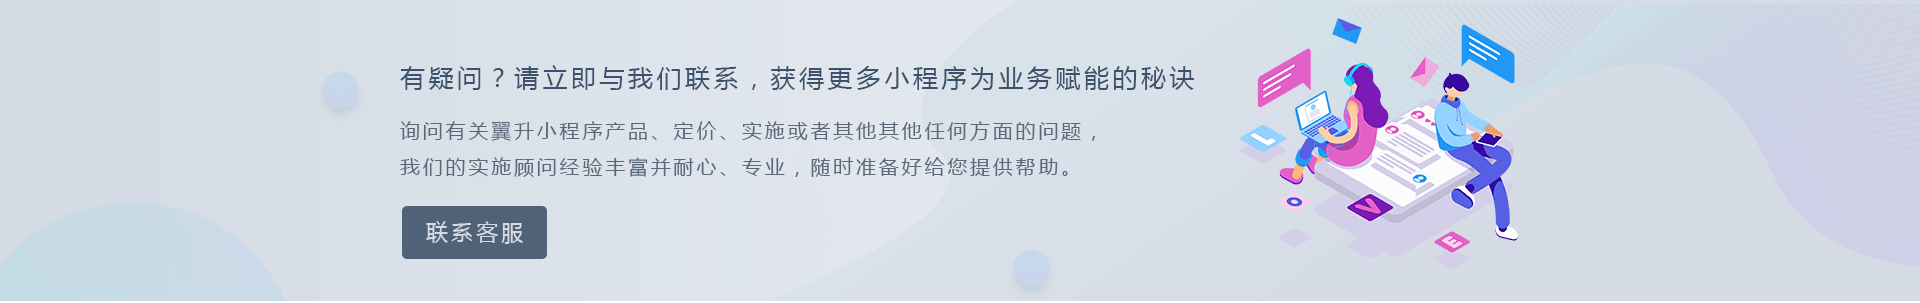 有疑问？请立即与我们联系，获得更多小程序为业务赋能的秘诀
询问有关翼升小程序产品、定价、实施或者其他其他任何方面的问题，
我们的实施顾问经验丰富并耐心、专业，随时准备好给您提供帮助。
联系客服